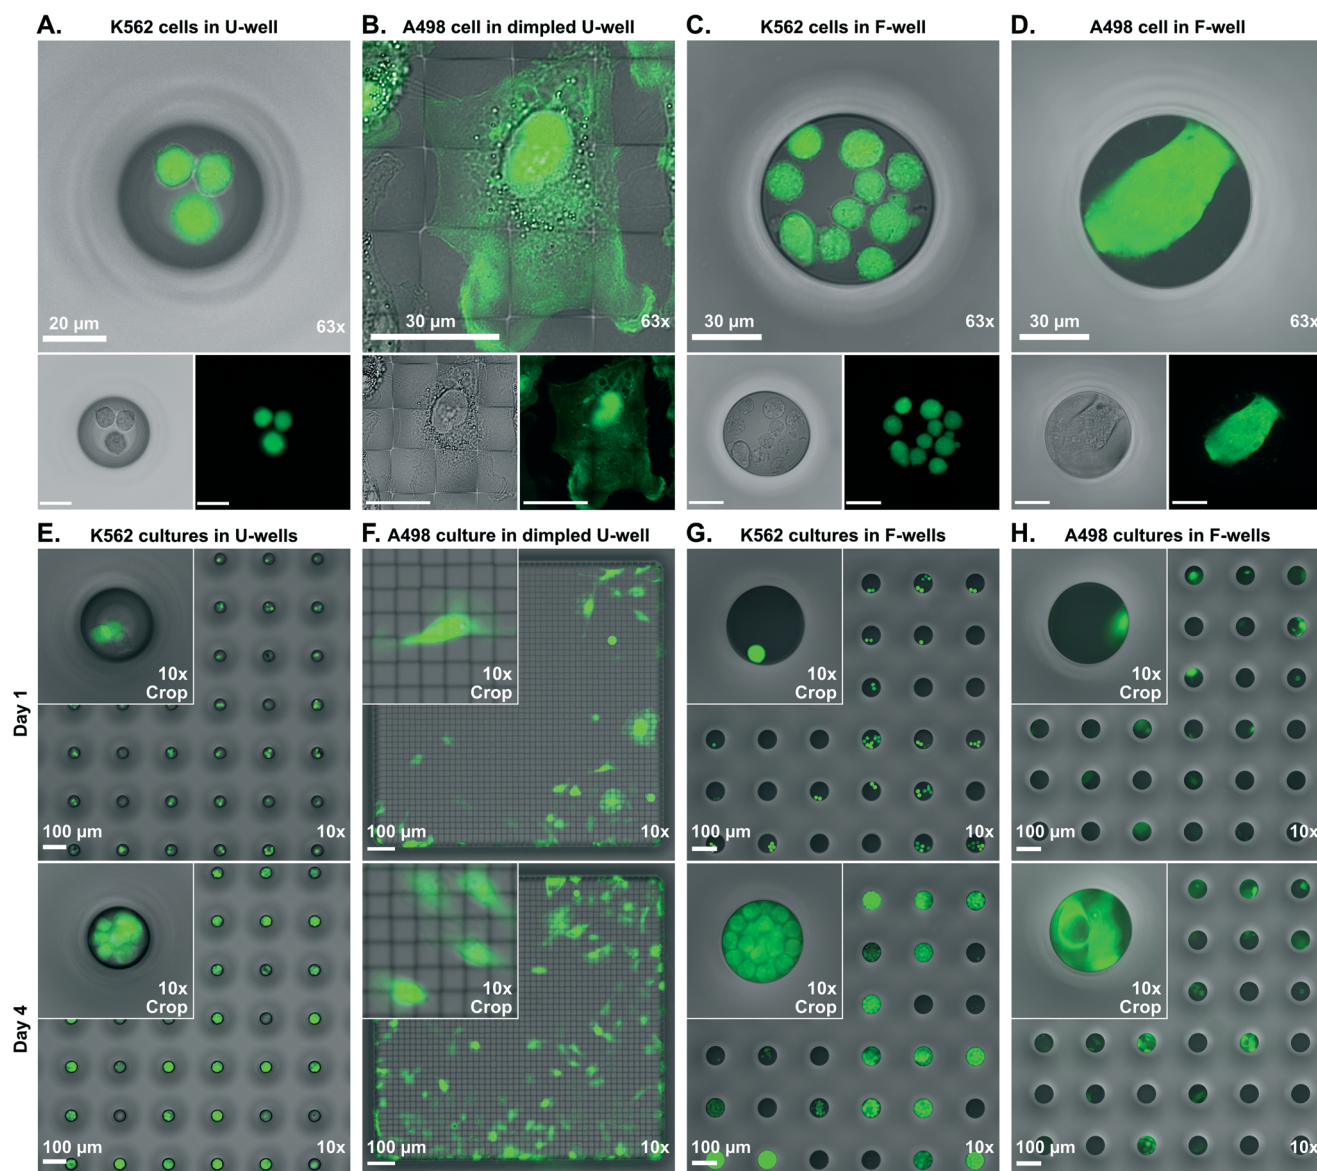 A. K562 cells in U-well
B. A498 cell in dimpled U-well
C. K562 cells in F-well
D. A498 cell in F-well
20 μm 63x
30 μm 63x
30 μm 63x
30 μm 63x
E. K562 cultures in U-wells
F. A498 culture in dimpled U-well
G. K562 cultures in F-wells
H. A498 cultures in F-wells
Day 1
10x
Crop
100 μm 10x
10x
Crop
100 μm 10x
10x
Crop
100 μm 10x
10x
Crop
100 μm 10x
Day 4
10x
Crop
100 μm 10x
10x
Crop
100 μm 10x
10x
Crop
100 μm 10x
10x
Crop
100 μm 10x